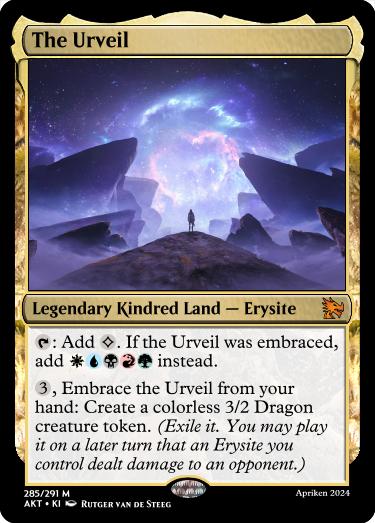 The Urveil
Legendary Kindred Land — Erysite
: Add . If the Urveil was embraced,
add instead.
3, Embrace the Urveil from your
hand: Create a colorless 3/2 Dragon
creature token. (Exile it. You may play
it on a later turn that an Erysite you
control dealt damage to an opponent.)
285/291 M
Apriken 2024
AKT • KI Rutger van de Steeg